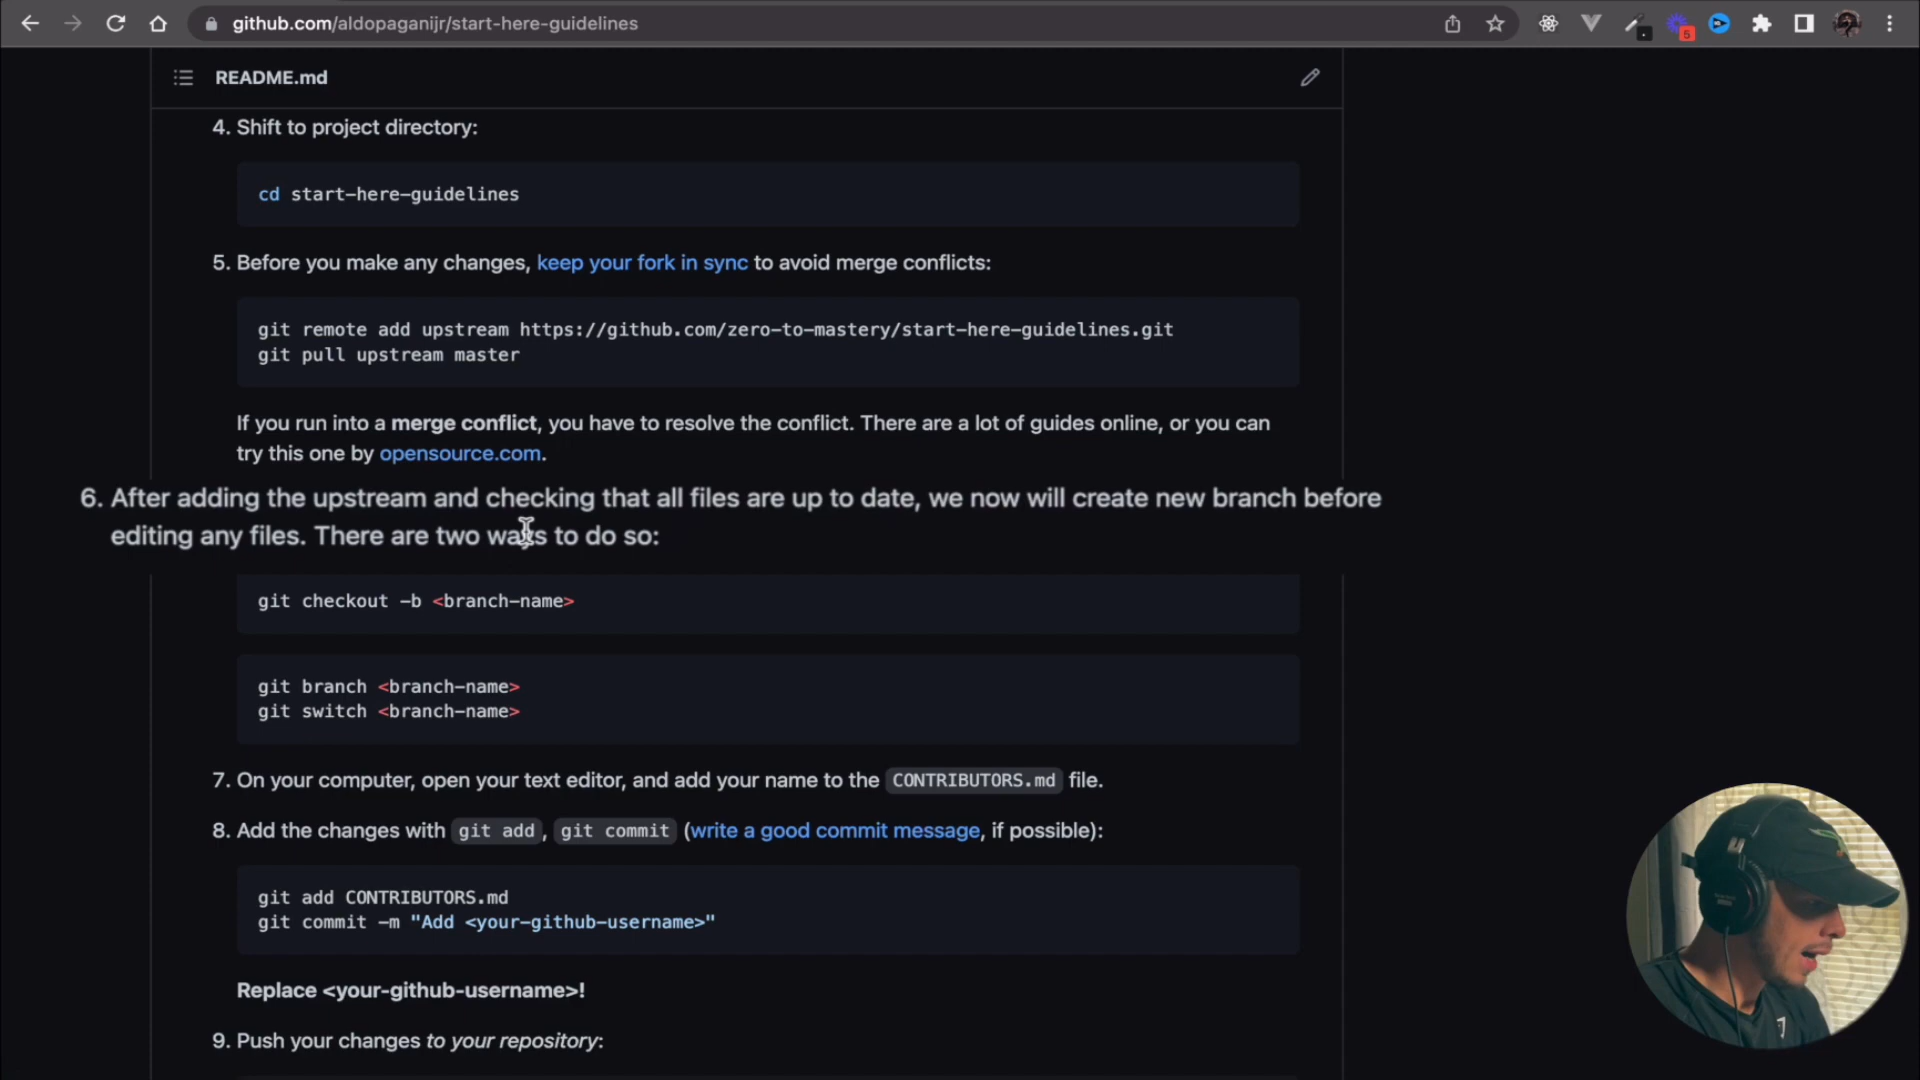 github.com/aldopaganijr/start-here-guidelines
5
README.md
4. Shift to project directory:
cd start-here-guidelines
5. Before you make any changes, keep your fork in sync to avoid merge conflicts:
git remote add upstream https://github.com/zero-to-mastery/start-here-guidelines.git
git pull upstream master
If you run into a merge conflict, you have to resolve the conflict. There are a lot of guides online, or you can
try this one by opensource.com.
6. After adding the upstream and checking that all files are up to date, we now will create new branch before
editing any files. There are two ways to do so:
git checkout -b <branch-name>
git branch <branch-name>
git switch <branch-name>
7. On your computer, open your text editor, and add your name to the CONTRIBUTORS.md file.
8. Add the changes with git add, git commit (write a good commit message, if possible):
git add CONTRIBUTORS.md
git commit -m "Add <your-github-username>"
Replace <your-github-username>!
9. Push your changes to your repository: